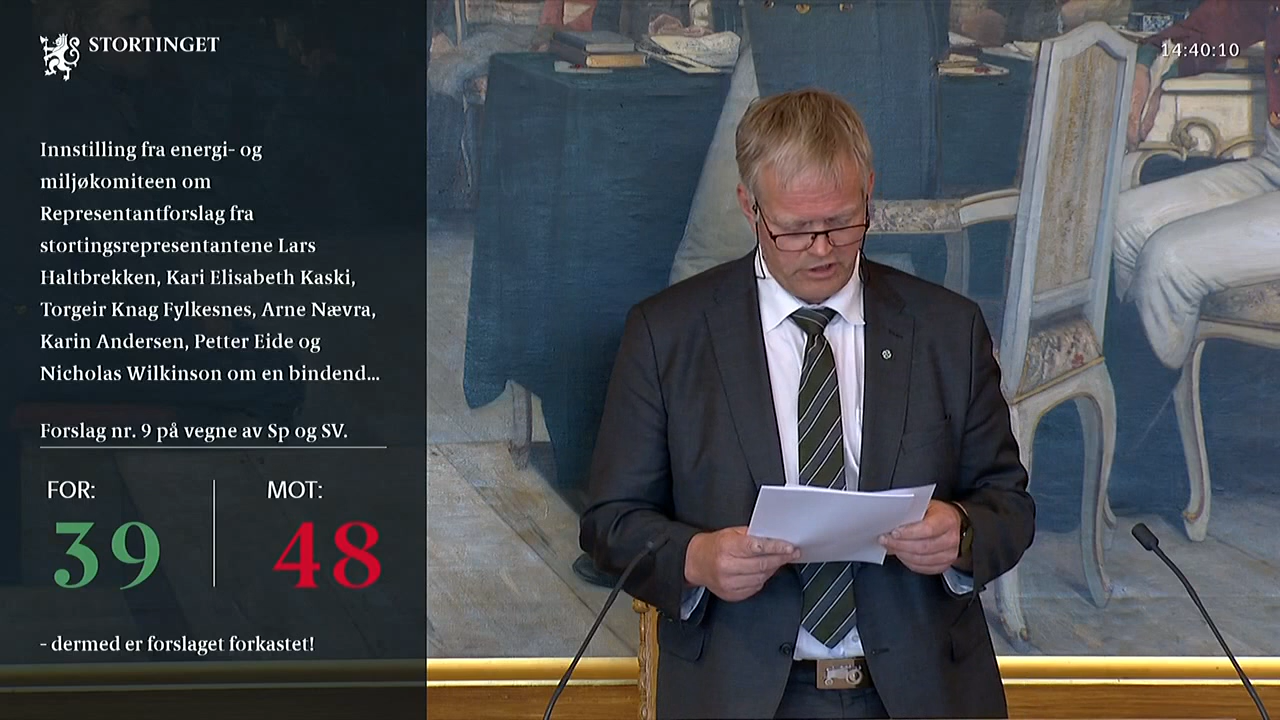 STORTINGET
14:40:10
Innstilling fra energi- og
miljøkomiteen om
Representantforslag fra
stortingsrepresentantene Lars
Haltbrekken, Kari Elisabeth Kaski,
Torgeir Knag Fylkesnes, Arne Nævra,
Karin Andersen, Petter Eide og
Nicholas Wilkinson om en bindend...
Forslag nr. 9 på vegne av Sp og SV.
FOR:
MOT:
39
48
- dermed er forslaget forkastet!